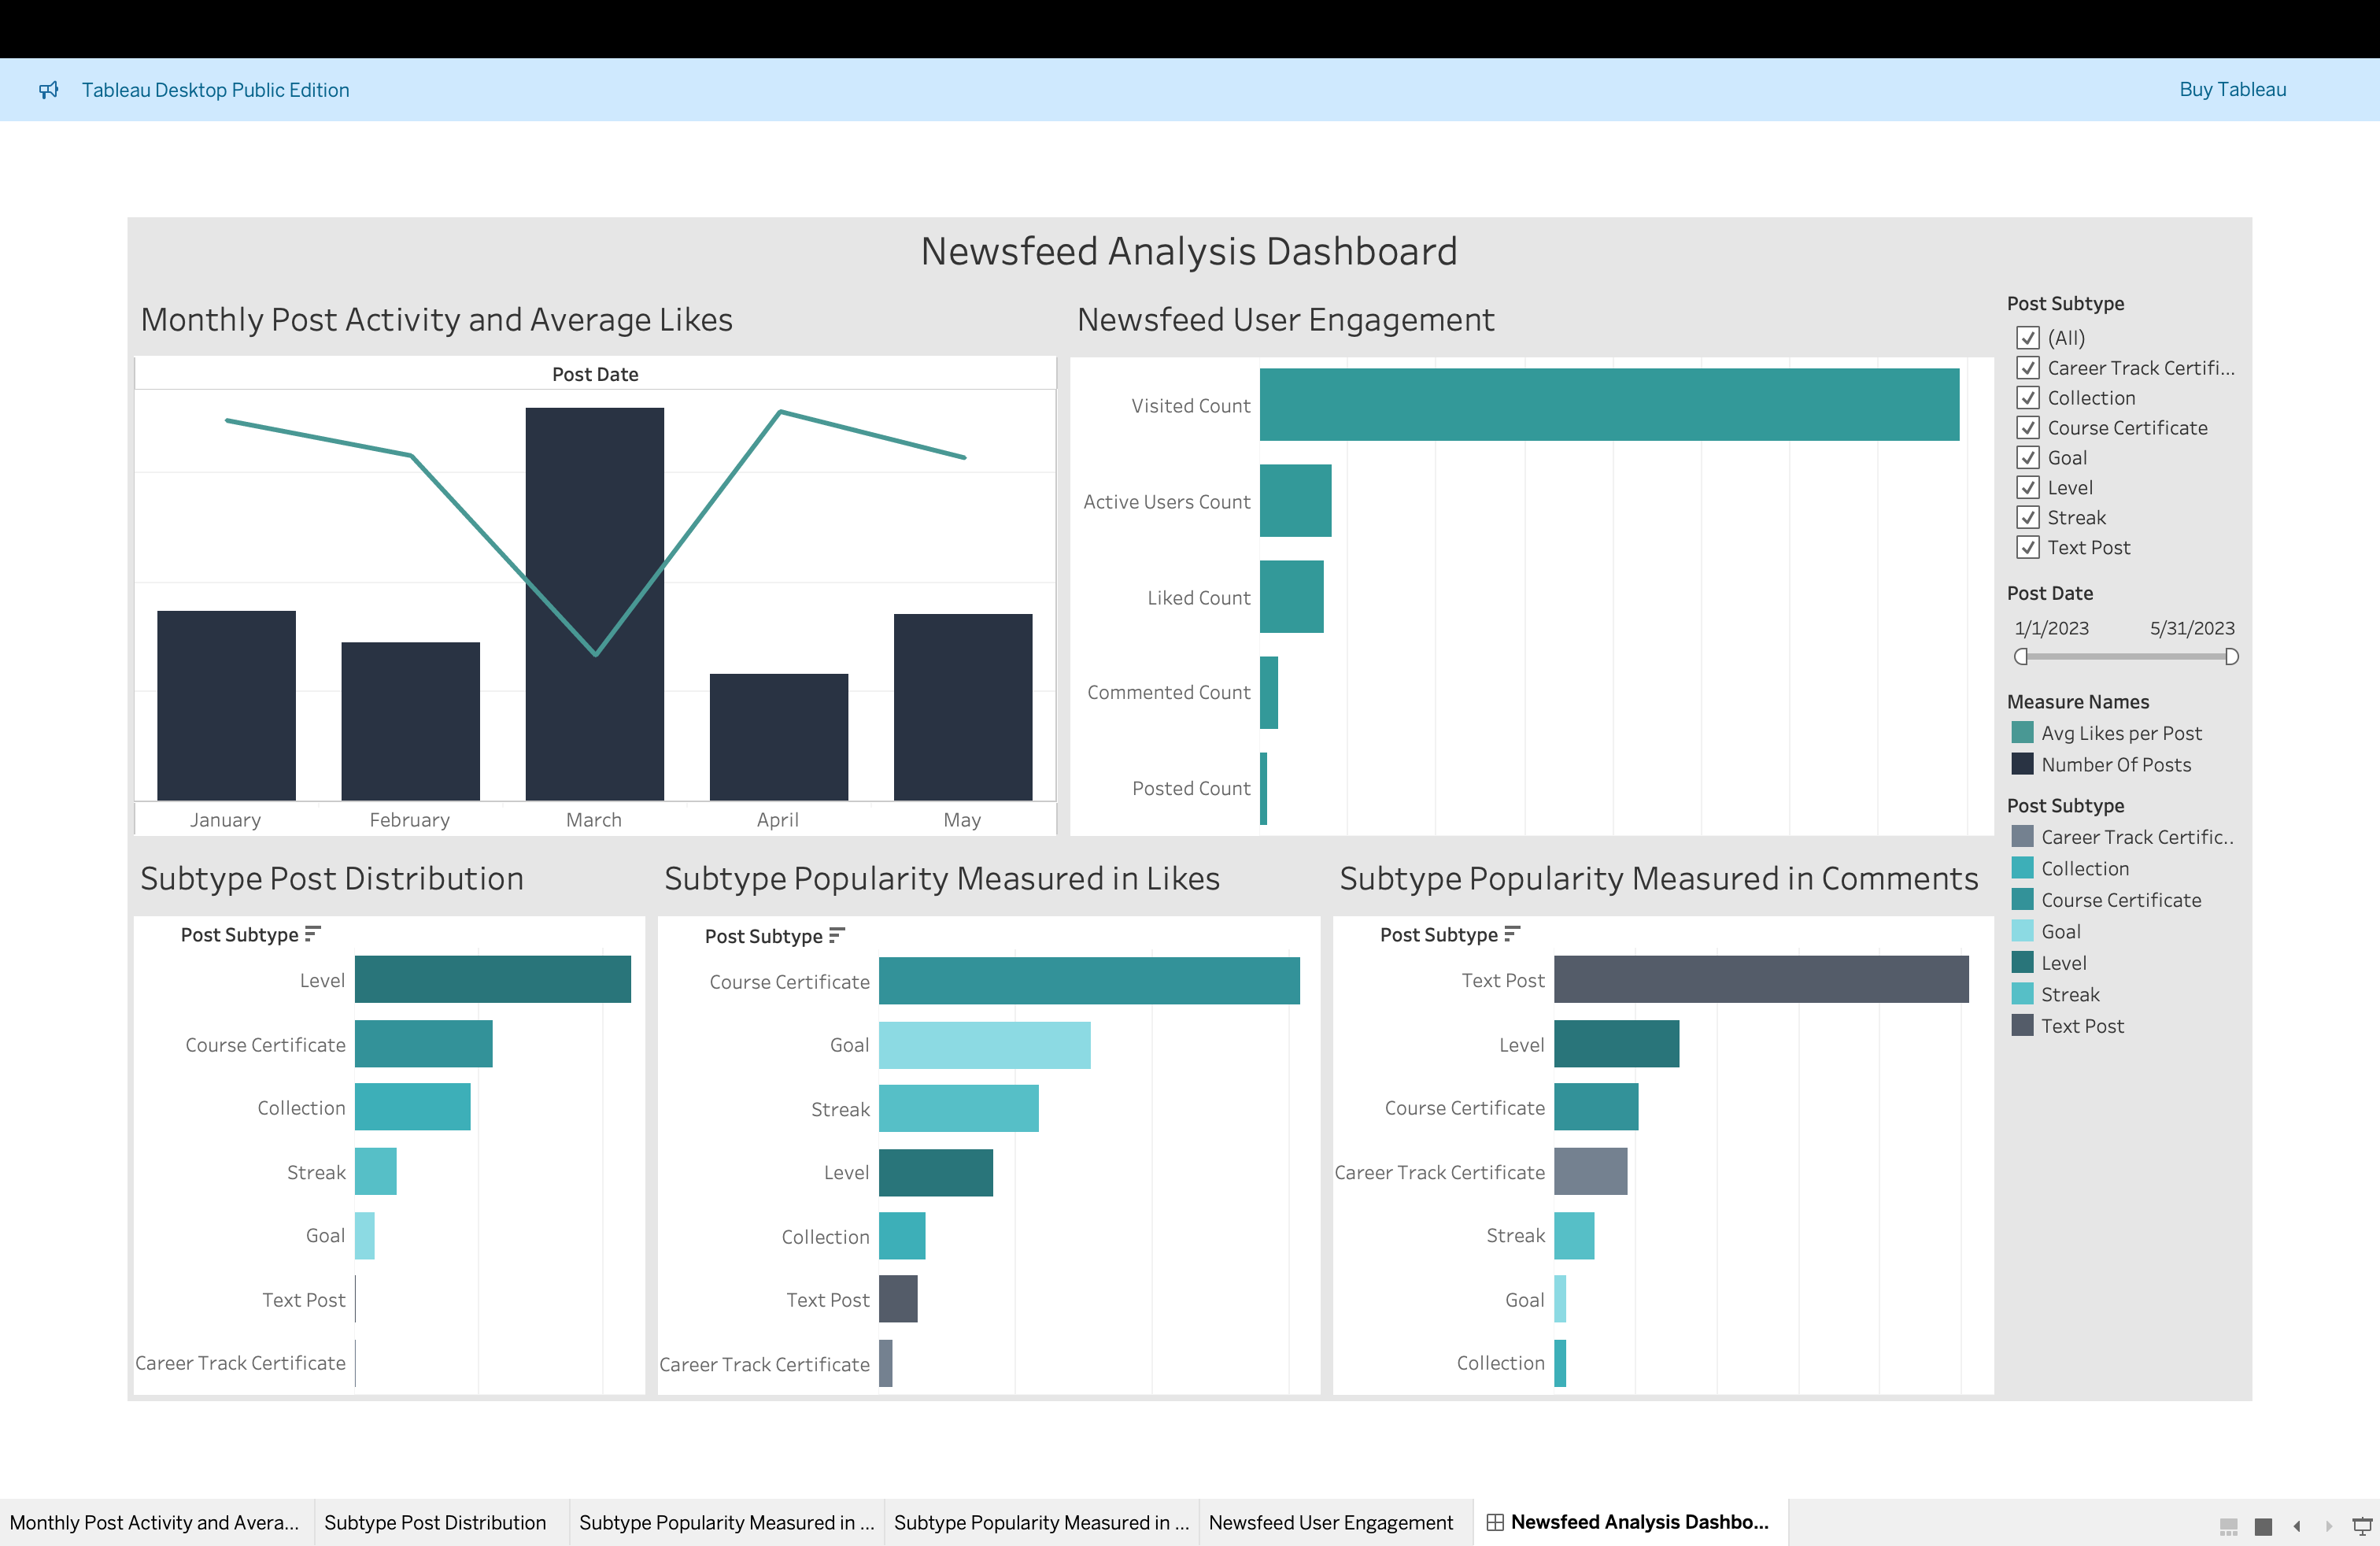 Tableau Desktop Public Edition
Buy Tableau
Newsfeed Analysis Dashboard
Monthly Post Activity and Average Likes
Post Date
January
February
March
April
May
Newsfeed User Engagement
Visited Count
Active Users Count
Liked Count
Commented Count
Posted Count
Subtype Post Distribution
Post Subtype
Level
Course Certificate
Collection
Streak
Goal
Text Post
Career Track Certificate
Subtype Popularity Measured in Likes
Post Subtype
Course Certificate
Goal
Streak
Level
Collection
Text Post
Career Track Certificate
Subtype Popularity Measured in Comments
Post Subtype
Text Post
Level
Course Certificate
Career Track Certificate
Streak
Goal
Collection
Post Subtype
(All)
Career Track Certifi...
Collection
Course Certificate
Goal
Level
Streak
Text Post
Post Date
1/1/2023 5/31/2023
Measure Names
Avg Likes per Post
Number Of Posts
Post Subtype
Career Track Certific..
Collection
Course Certificate
Goal
Level
Streak
Text Post
Monthly Post Activity and Avera...
Subtype Post Distribution
Subtype Popularity Measured in ...
Subtype Popularity Measured in ...
Newsfeed User Engagement
Newsfeed Analysis Dashbo...